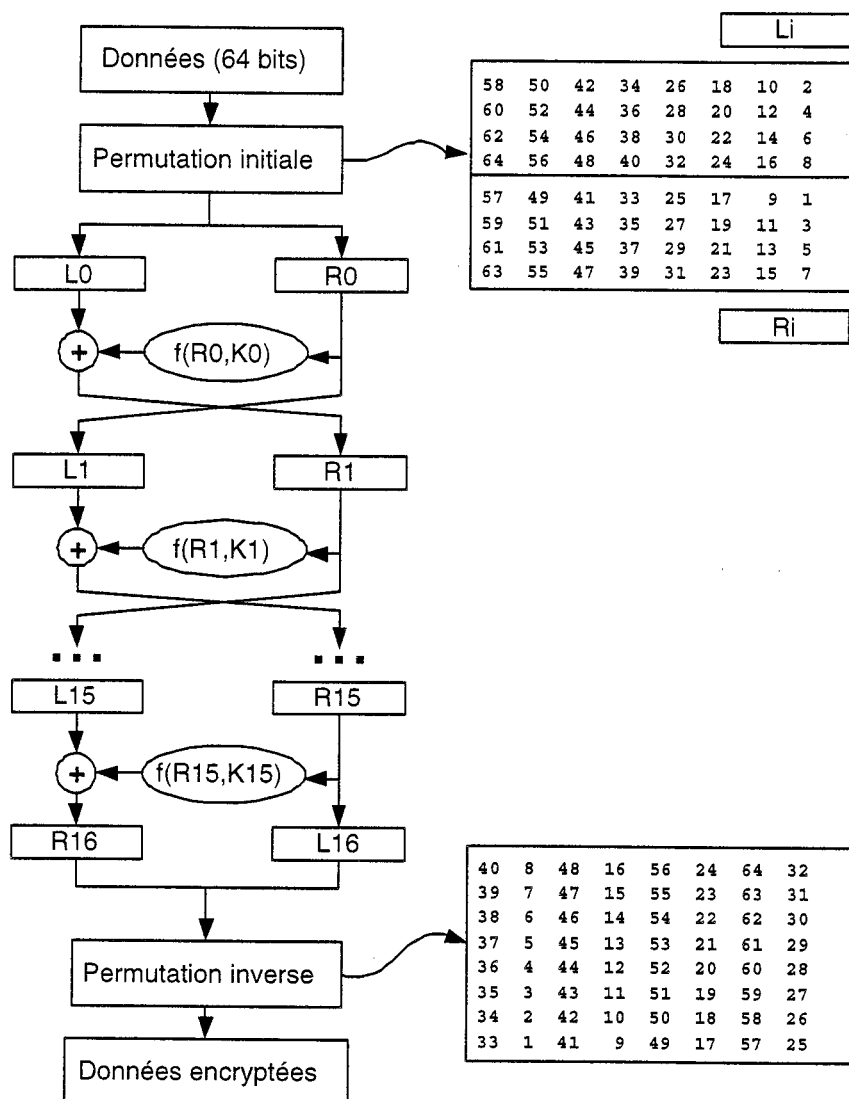 Li
Données (64 bits)
58 50 42 34 26 18 10 2
60 52 44 36 28 20 12 4
62 54 46 38 30 22 14 6
64 56 48 40 32 24 16 8
Permutation initiale
57 49 41 33 25 17 9 1
59 51 43 35 27 19 11 3
61 53 45 37 29 21 13 5
63 55 47 39 31 23 15 7
L0
R0
Ri
+
f(R0,K0)
L1
R1
+
f(R1,K1)
...
...
L15
R15
+
f(R15,K15)
R16
L16
40 8 48 16 56 24 64 32
39 7 47 15 55 23 63 31
38 6 46 14 54 22 62 30
37 5 45 13 53 21 61 29
36 4 44 12 52 20 60 28
35 3 43 11 51 19 59 27
34 2 42 10 50 18 58 26
33 1 41 9 49 17 57 25
Permutation inverse
Données encryptées